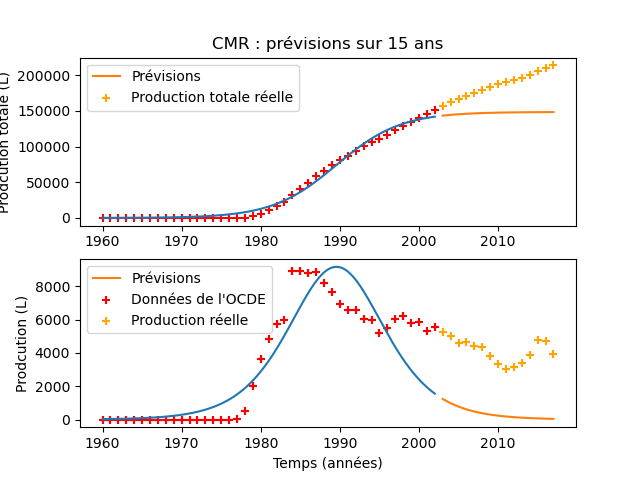 CMR : prévisions sur 15 ans
Prodcution totale (L)
200000
150000
100000
50000
0
Prévisions
Production totale réelle
1960 1970 1980 1990 2000 2010
Prodcution (L)
8000
6000
4000
2000
0
Prévisions
Données de l'OCDE
Production réelle
1960 1970 1980 1990 2000 2010
Temps (années)